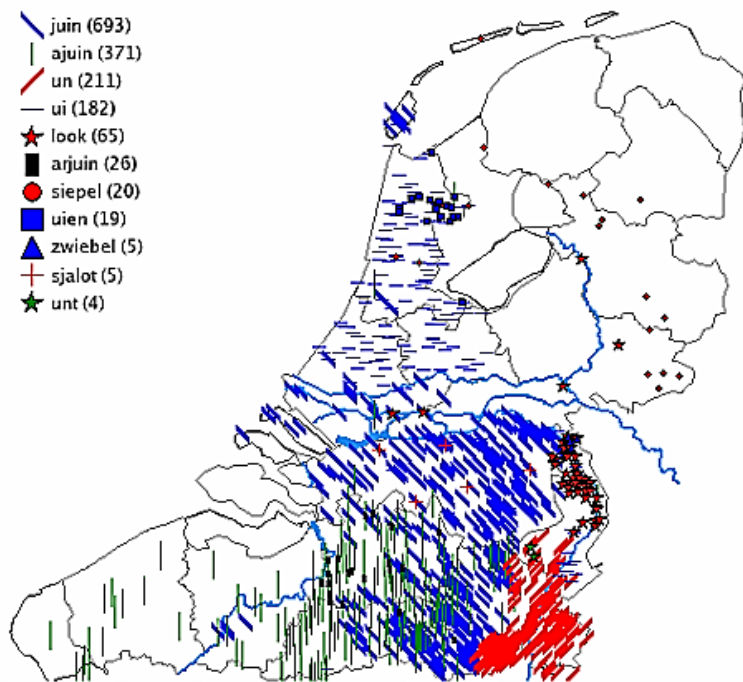 juin (693)
ajuin (371)
un (211)
ui (182)
look (65)
arjuin (26)
siepel (20)
uien (19)
zwiebel (5)
sjalot (5)
unt (4)